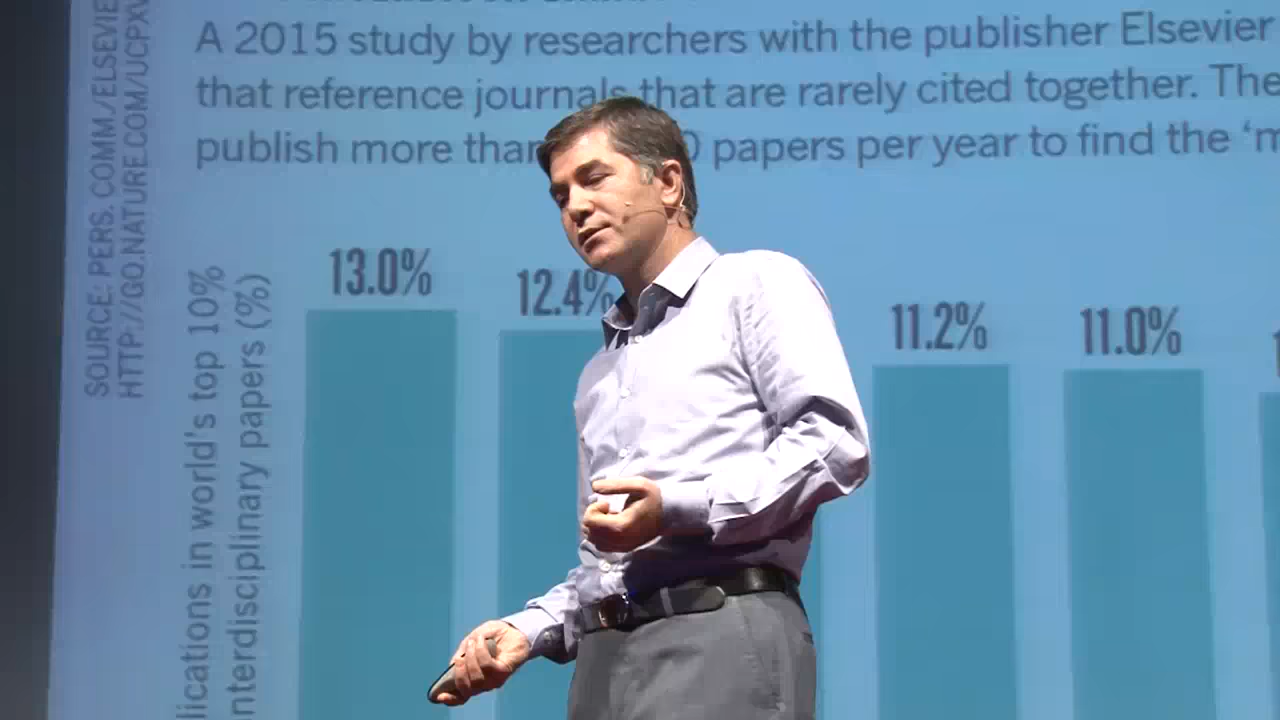 A 2015 study by researchers with the publisher Elsevier
that reference journals that are rarely cited together. The
publish more than papers per year to find the
SOURCE: PERS. COMM/ELSEVIE
HTTP://GO.NATURE.COM/UCPXV
lications in world's top 10%
nterdisciplinary papers (%)
13.0%
12.4%
11.2%
11.0%